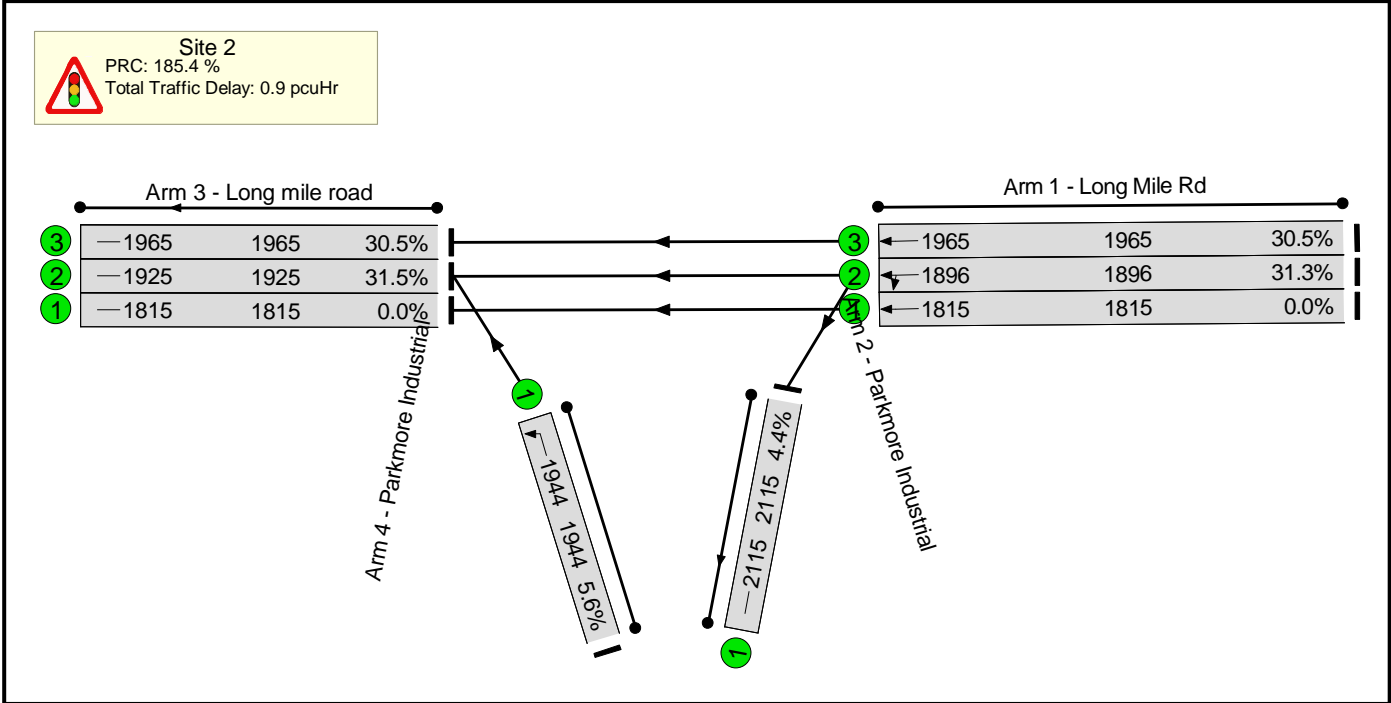 Site 2
PRC: 185.4 %
Total Traffic Delay: 0.9 pcuHr
Arm 3 - Long mile road
3 1965 1965 30.5%
2 1925 1925 31.5%
1 1815 1815 0.0%
Arm 1 - Long Mile Rd
3 1965 1965 30.5%
2 1896 1896 31.3%
1 1815 1815 0.0%
Arm 4 - Parkmore Industrial
1
1944 1944 5.6%
Arm 2 - Parkmore Industrial
2115 2115 4.4%
1